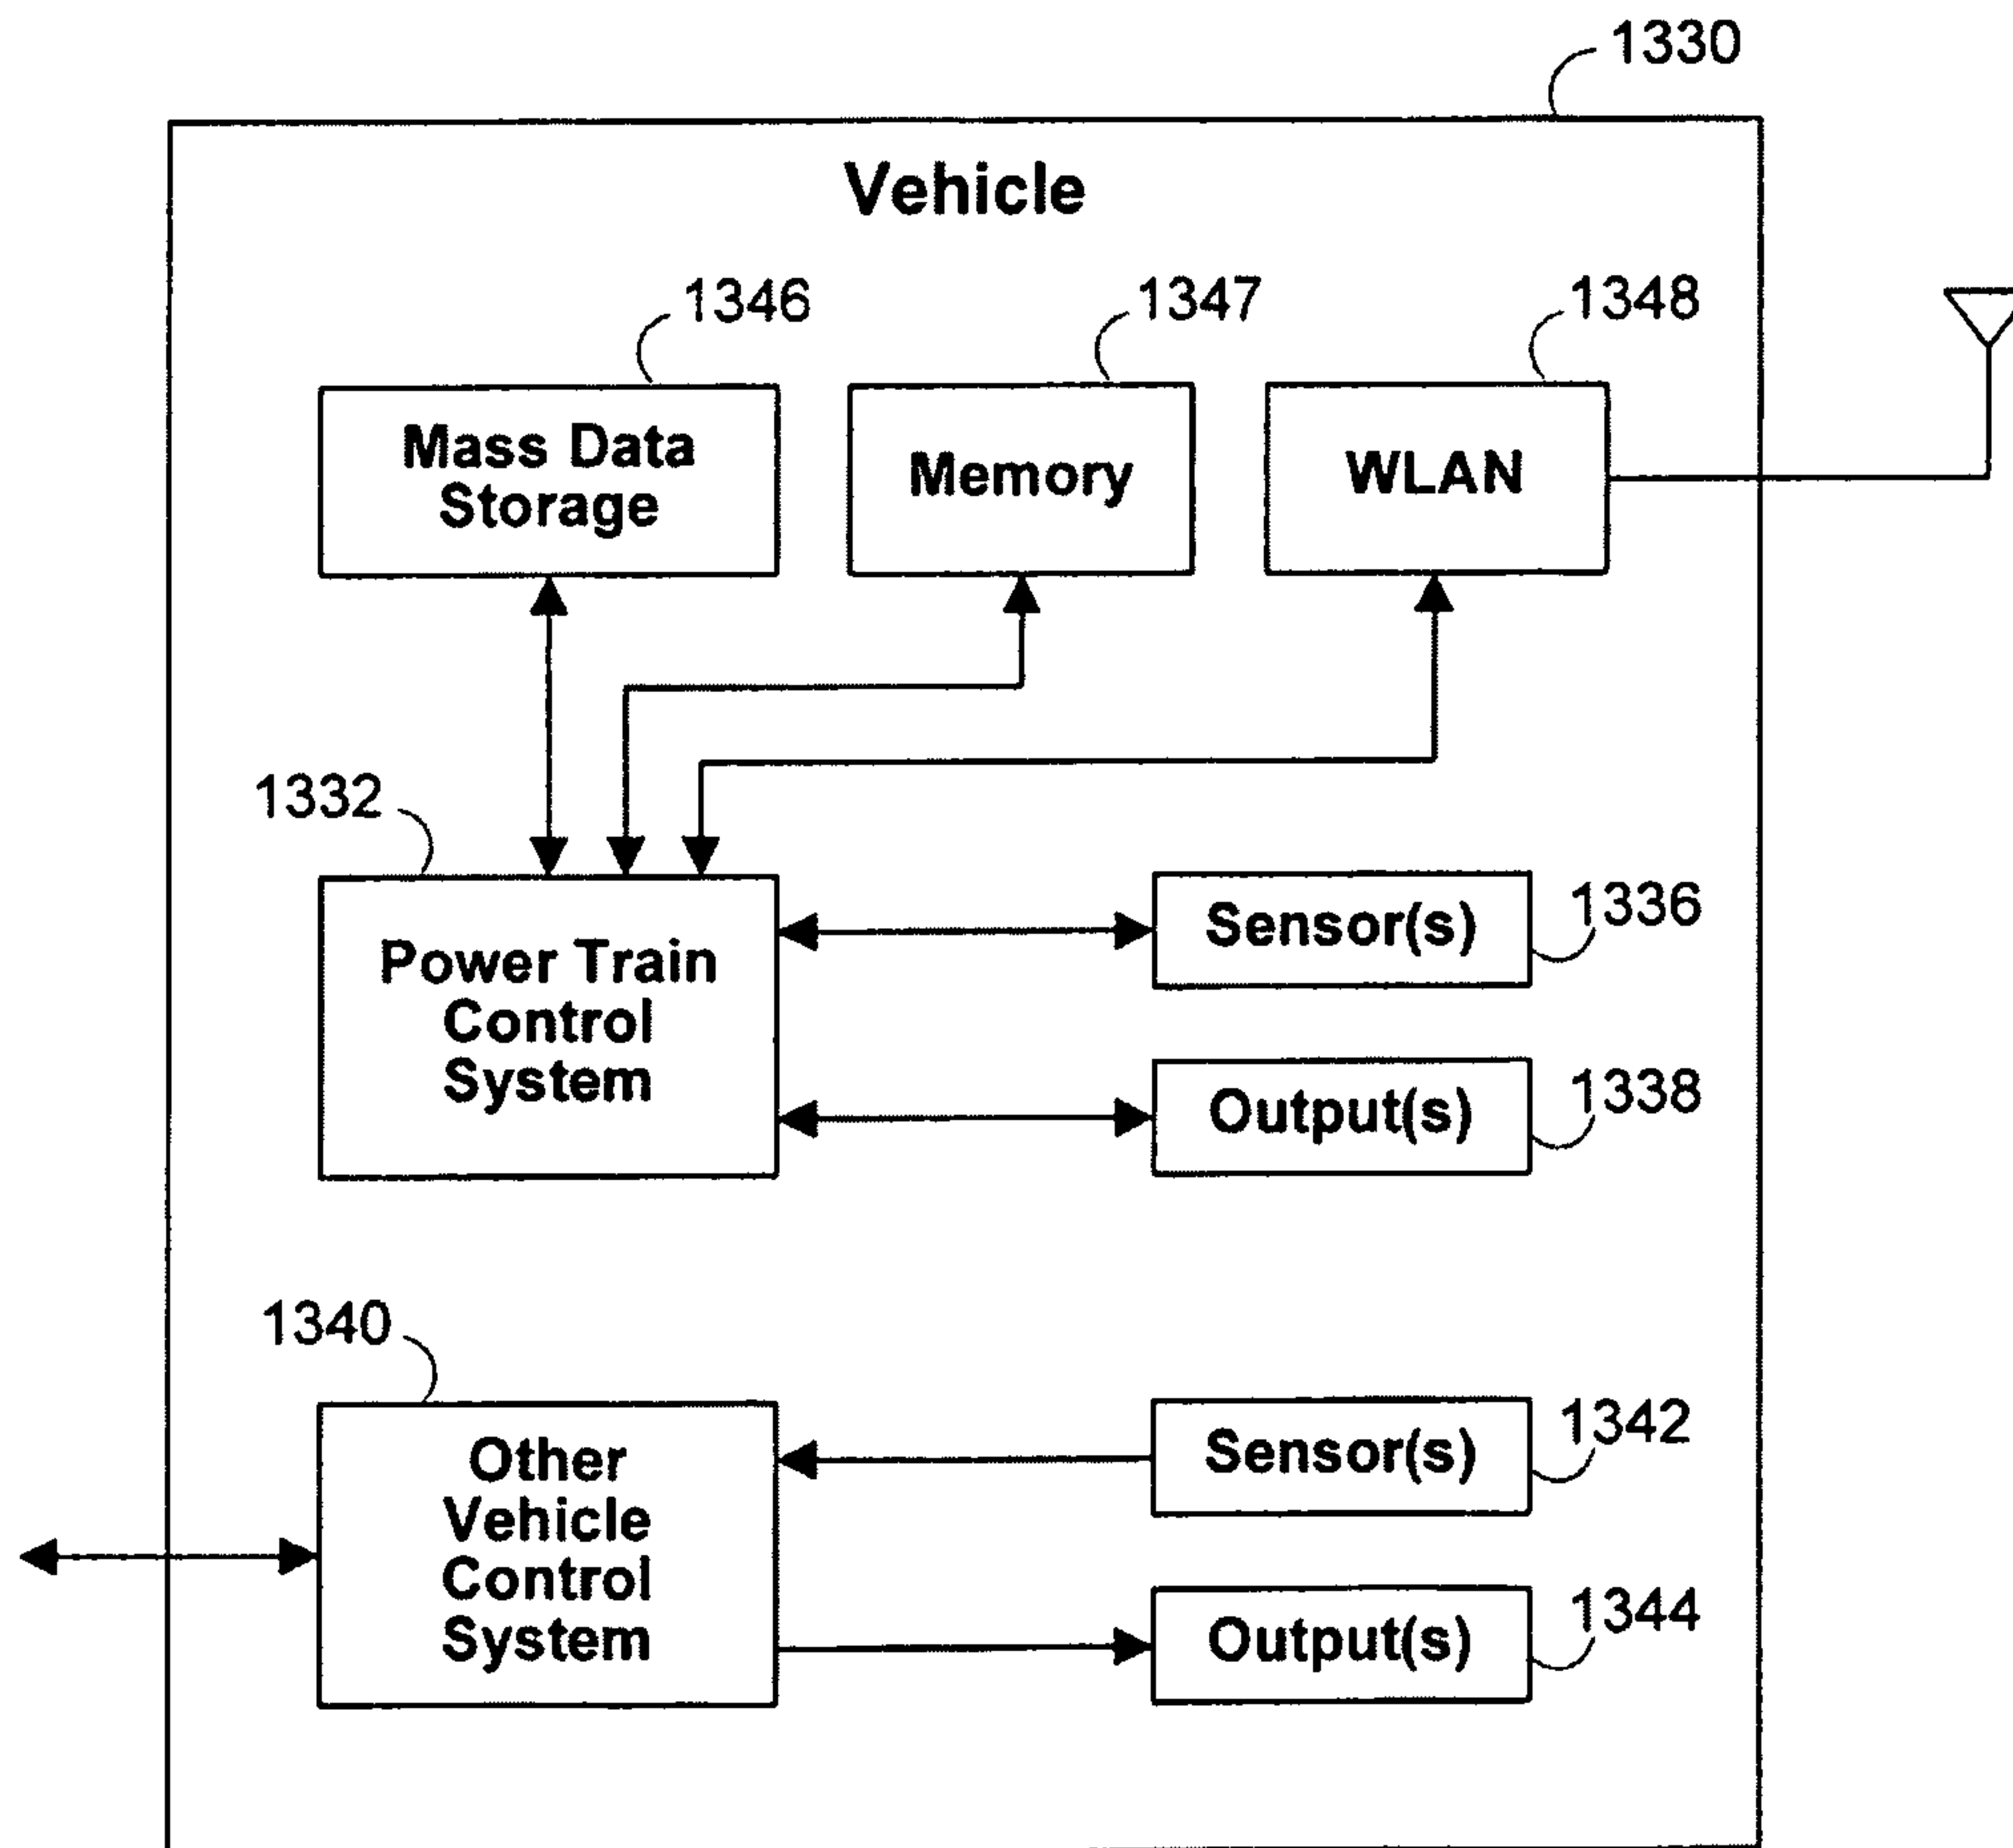 1330
Vehicle
1346
1347
1348
Mass Data
Storage
Memory
WLAN
1332
Power Train
Control
System
Sensor(s)
1336
Output(s)
1338
1340
Other
Vehicle
Control
System
Sensor(s)
1342
Output(s)
1344